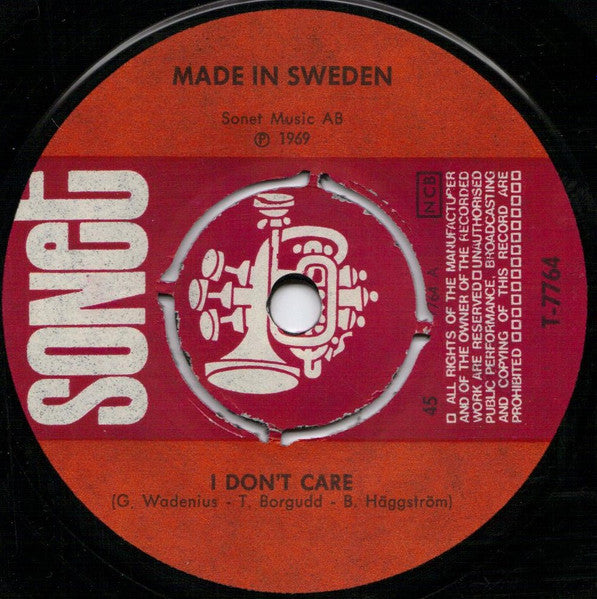 MADE IN SWEDEN
Sonet Music AB
℗ 1969
SONET
NCB
764 A
45
□ ALL RIGHTS OF THE MANUFACTURER
AND OF THE OWNER OF THE RECORDED
WORK ARE RESERVED □ UNAUTHORISED
PUBLIC PERFORMANCE, BROADCASTING
AND COPYING OF THIS RECORD ARE
PROHIBITED □□□□□□□□□□□□
T-7764
I DON'T CARE
(G. Wadenius - T. Borgudd - B. Häggström)